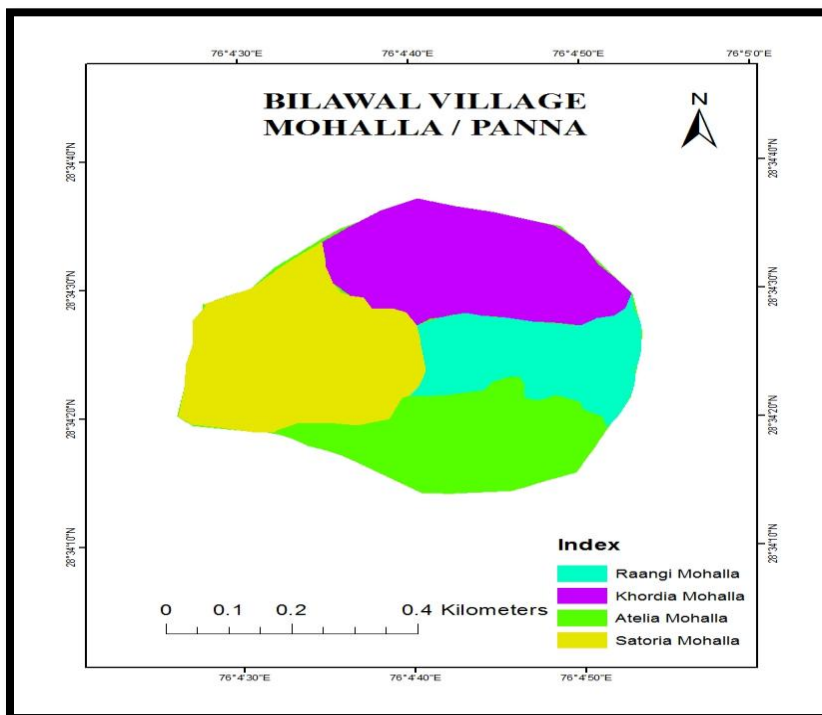 76°4'30"E 76°4'40"E 76°4'50"E 76°5'0"E
BILAWAL VILLAGE
MOHALLA / PANNA
N
28°34'40"N 28°34'40"N
28°34'30"N 28°34'30"N
28°34'20"N 28°34'20"N
28°34'10"N 28°34'10"N
Index
Raangi Mohalla
Khordia Mohalla
Atelia Mohalla
Satoria Mohalla
0 0.1 0.2 0.4 Kilometers
76°4'30"E 76°4'40"E 76°4'50"E